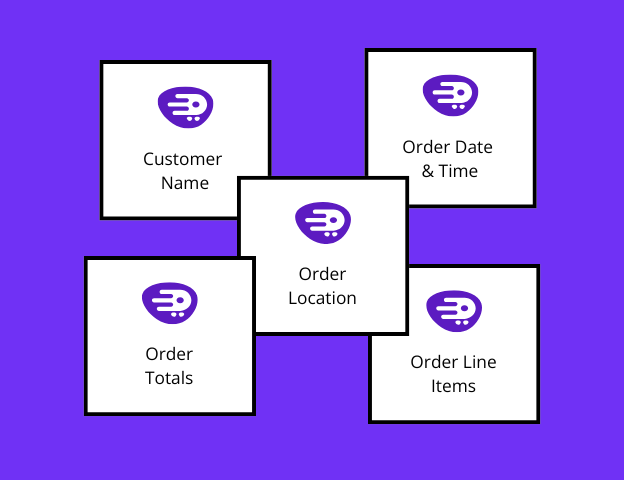 Customer
Name
Order Date
& Time
Order
Location
Order
Totals
Order Line
Items